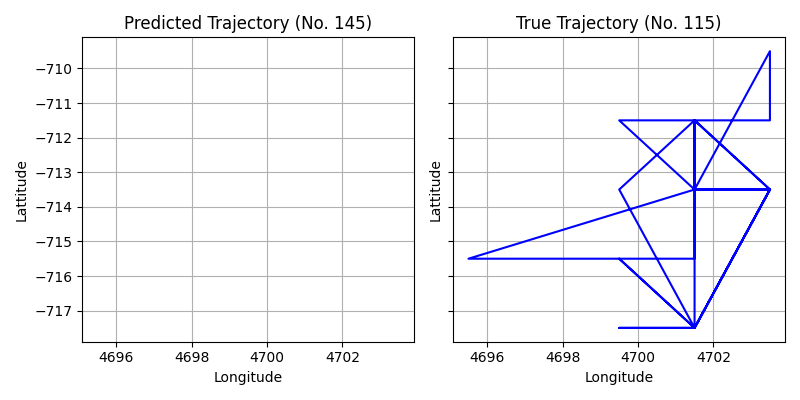 Predicted Trajectory (No. 145)
Lattitude
−710
−711
−712
−713
−714
−715
−716
−717
4696 4698 4700 4702
Longitude
True Trajectory (No. 115)
Lattitude
4696 4698 4700 4702
Longitude